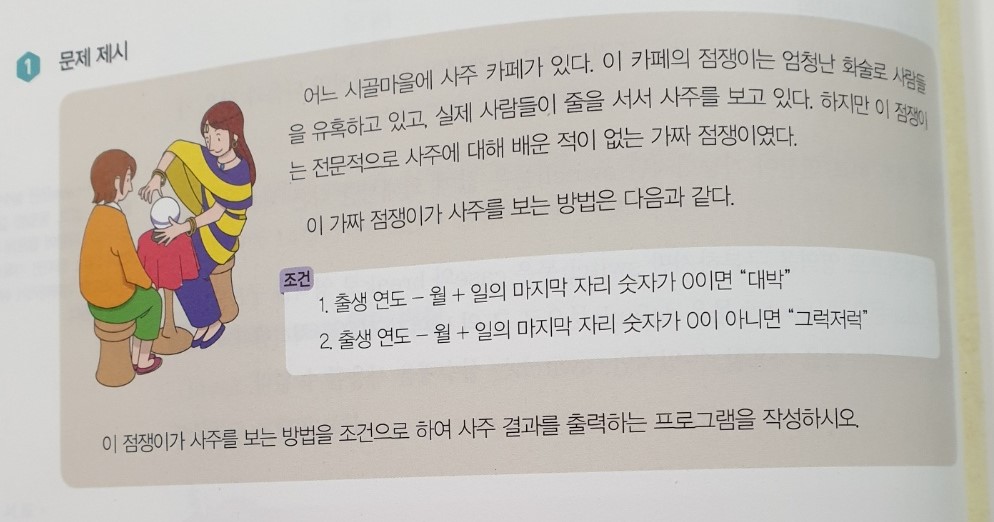 1 문제 제시
어느 시골마을에 사주 카페가 있다. 이 카페의 점쟁이는 엄청난 화술로 사람들
을 유혹하고 있고, 실제 사람들이 줄을 서서 사주를 보고 있다. 하지만 이 점쟁이
는 전문적으로 사주에 대해 배운 적이 없는 가짜 점쟁이였다.
이 가짜 점쟁이가 사주를 보는 방법은 다음과 같다.
조건
1. 출생 연도 – 월 + 일의 마지막 자리 숫자가 0이면 “대박”
2. 출생 연도 – 월 + 일의 마지막 자리 숫자가 0이 아니면 “그럭저럭”
이 점쟁이가 사주를 보는 방법을 조건으로 하여 사주 결과를 출력하는 프로그램을 작성하시오.